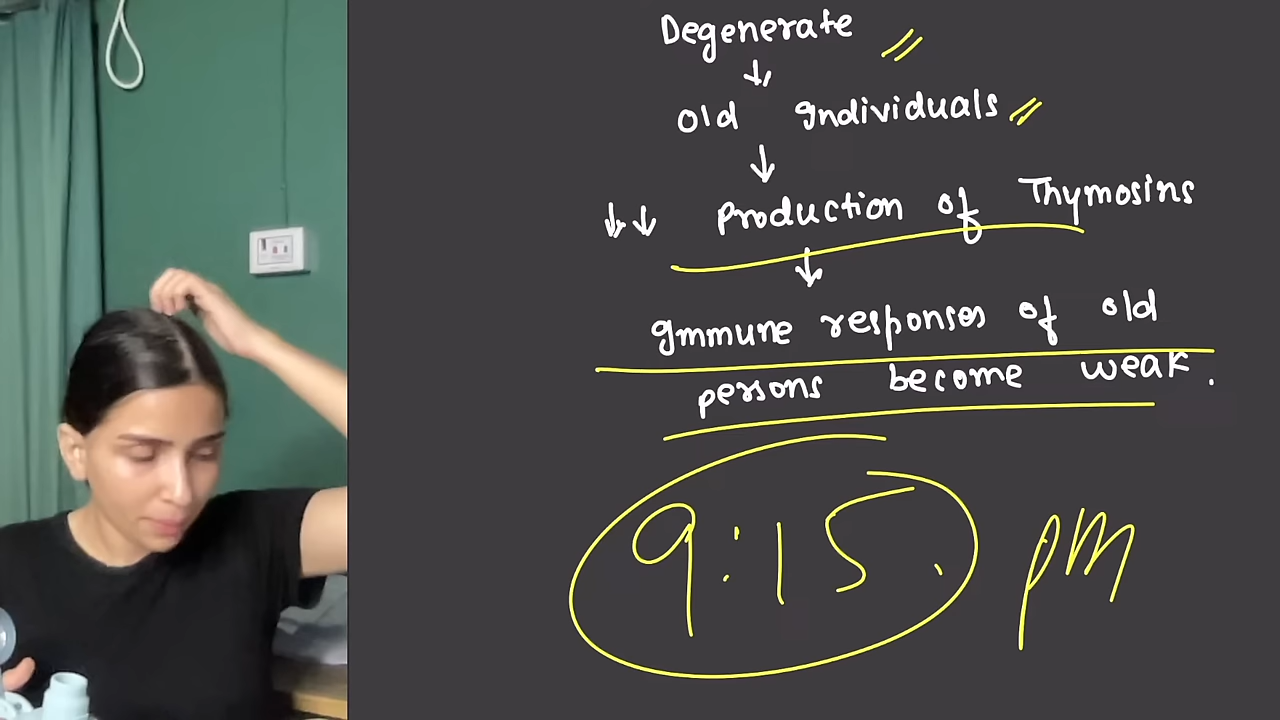 Degenerate
↓
Old Individuals
↓
↓↓ Production of Thymosins
↓
Immune responses of old
persons become weak.
9:15 pm